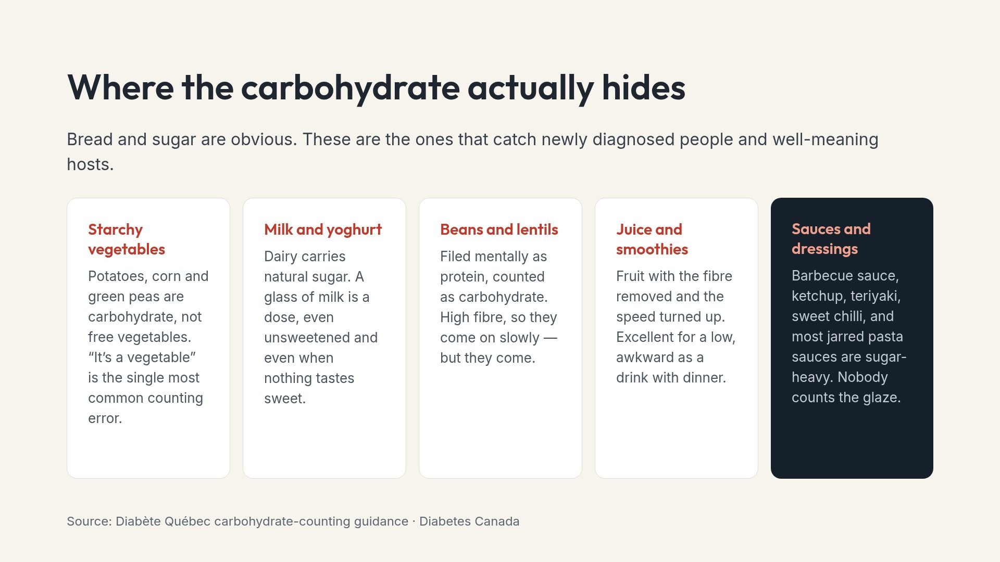 Where the carbohydrate actually hides
Bread and sugar are obvious. These are the ones that catch newly diagnosed people and well-meaning
hosts.
Starchy
vegetables
Potatoes, corn and
green peas are
carbohydrate, not
free vegetables.
“It’s a vegetable”
is the single most
common counting
error.
Milk and yoghurt
Dairy carries
natural sugar. A
glass of milk is a
dose, even
unsweetened and
even when
nothing tastes
sweet.
Beans and lentils
Filed mentally as
protein, counted
as carbohydrate.
High fibre, so they
come on slowly —
but they come.
Juice and
smoothies
Fruit with the fibre
removed and the
speed turned up.
Excellent for a low,
awkward as a
drink with dinner.
Sauces and
dressings
Barbecue sauce,
ketchup, teriyaki,
sweet chilli, and
most jarred pasta
sauces are sugar-
heavy. Nobody
counts the glaze.
Source: Diabète Québec carbohydrate-counting guidance · Diabetes Canada